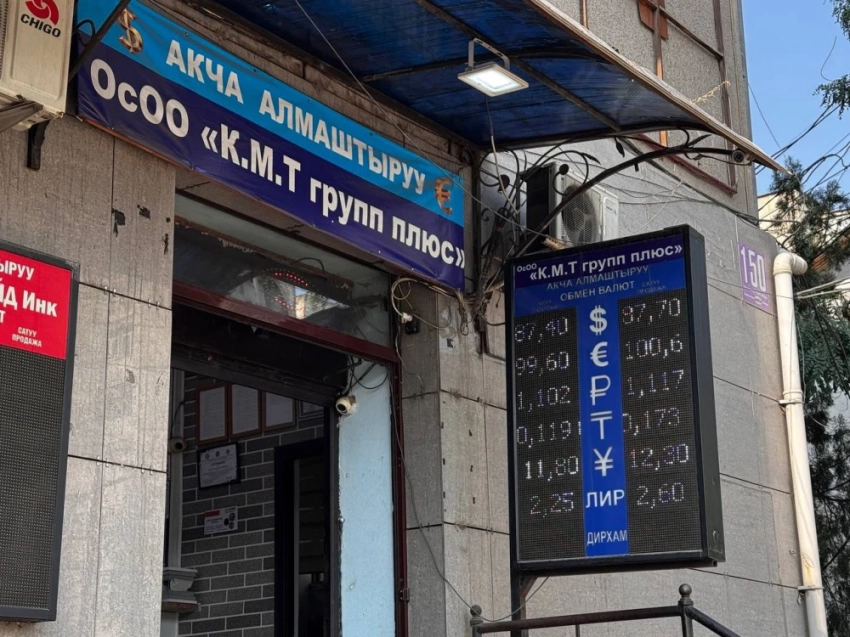 CHIGO
$ АКЧА АЛМАШТЫРУУ €
ОсОО «К.М.Т групп плюс»
САТУУ
ПРОДАЖА
ОсОО «К.М.Т групп плюс»
АКЧА АЛМАШТЫРУУ
ОБМЕН ВАЛЮТ
87,40 $ 87,70
99,60 € 100,6
1,102 ₽ 1,117
0,119 ₸ 0,173
11,80 ¥ 12,30
2,25 ЛИР 2,60
ДИРХАМ
150